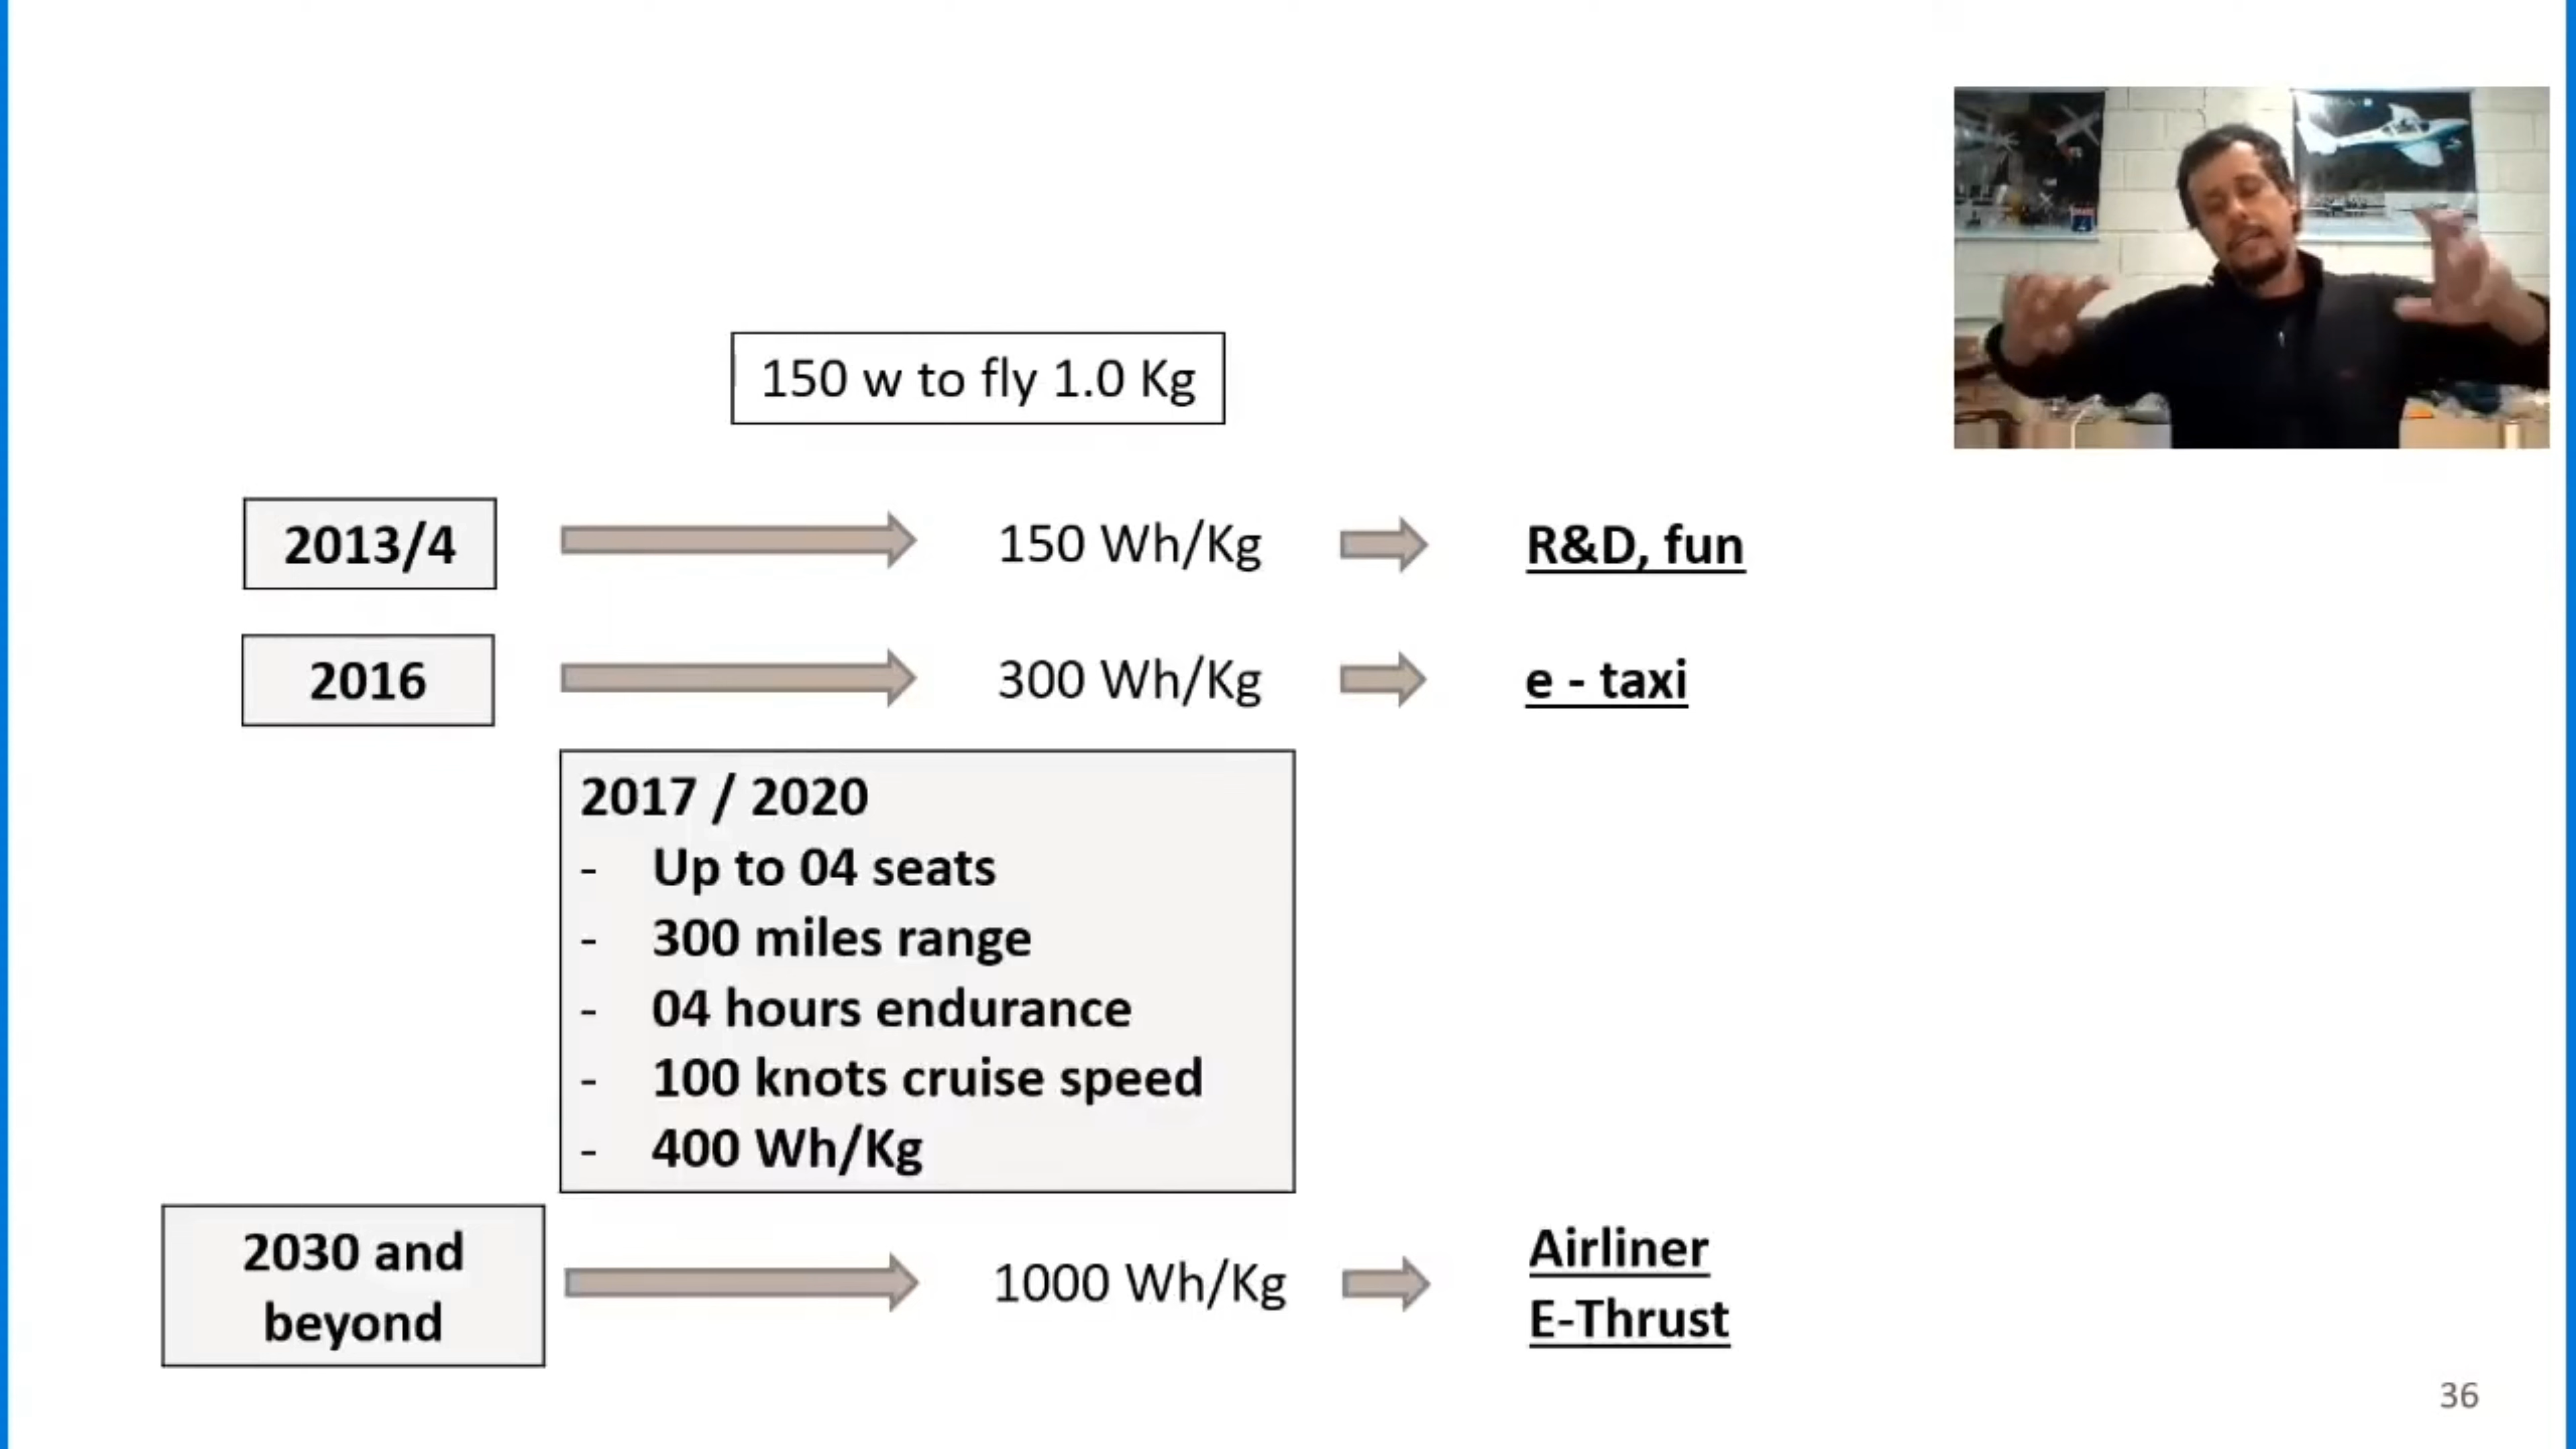 150 w to fly 1.0 Kg
2013/4 150 Wh/Kg R&D, fun
2016 300 Wh/Kg e - taxi
2017 / 2020
- Up to 04 seats
- 300 miles range
- 04 hours endurance
- 100 knots cruise speed
- 400 Wh/Kg
2030 and
beyond
1000 Wh/Kg
Airliner
E-Thrust
36